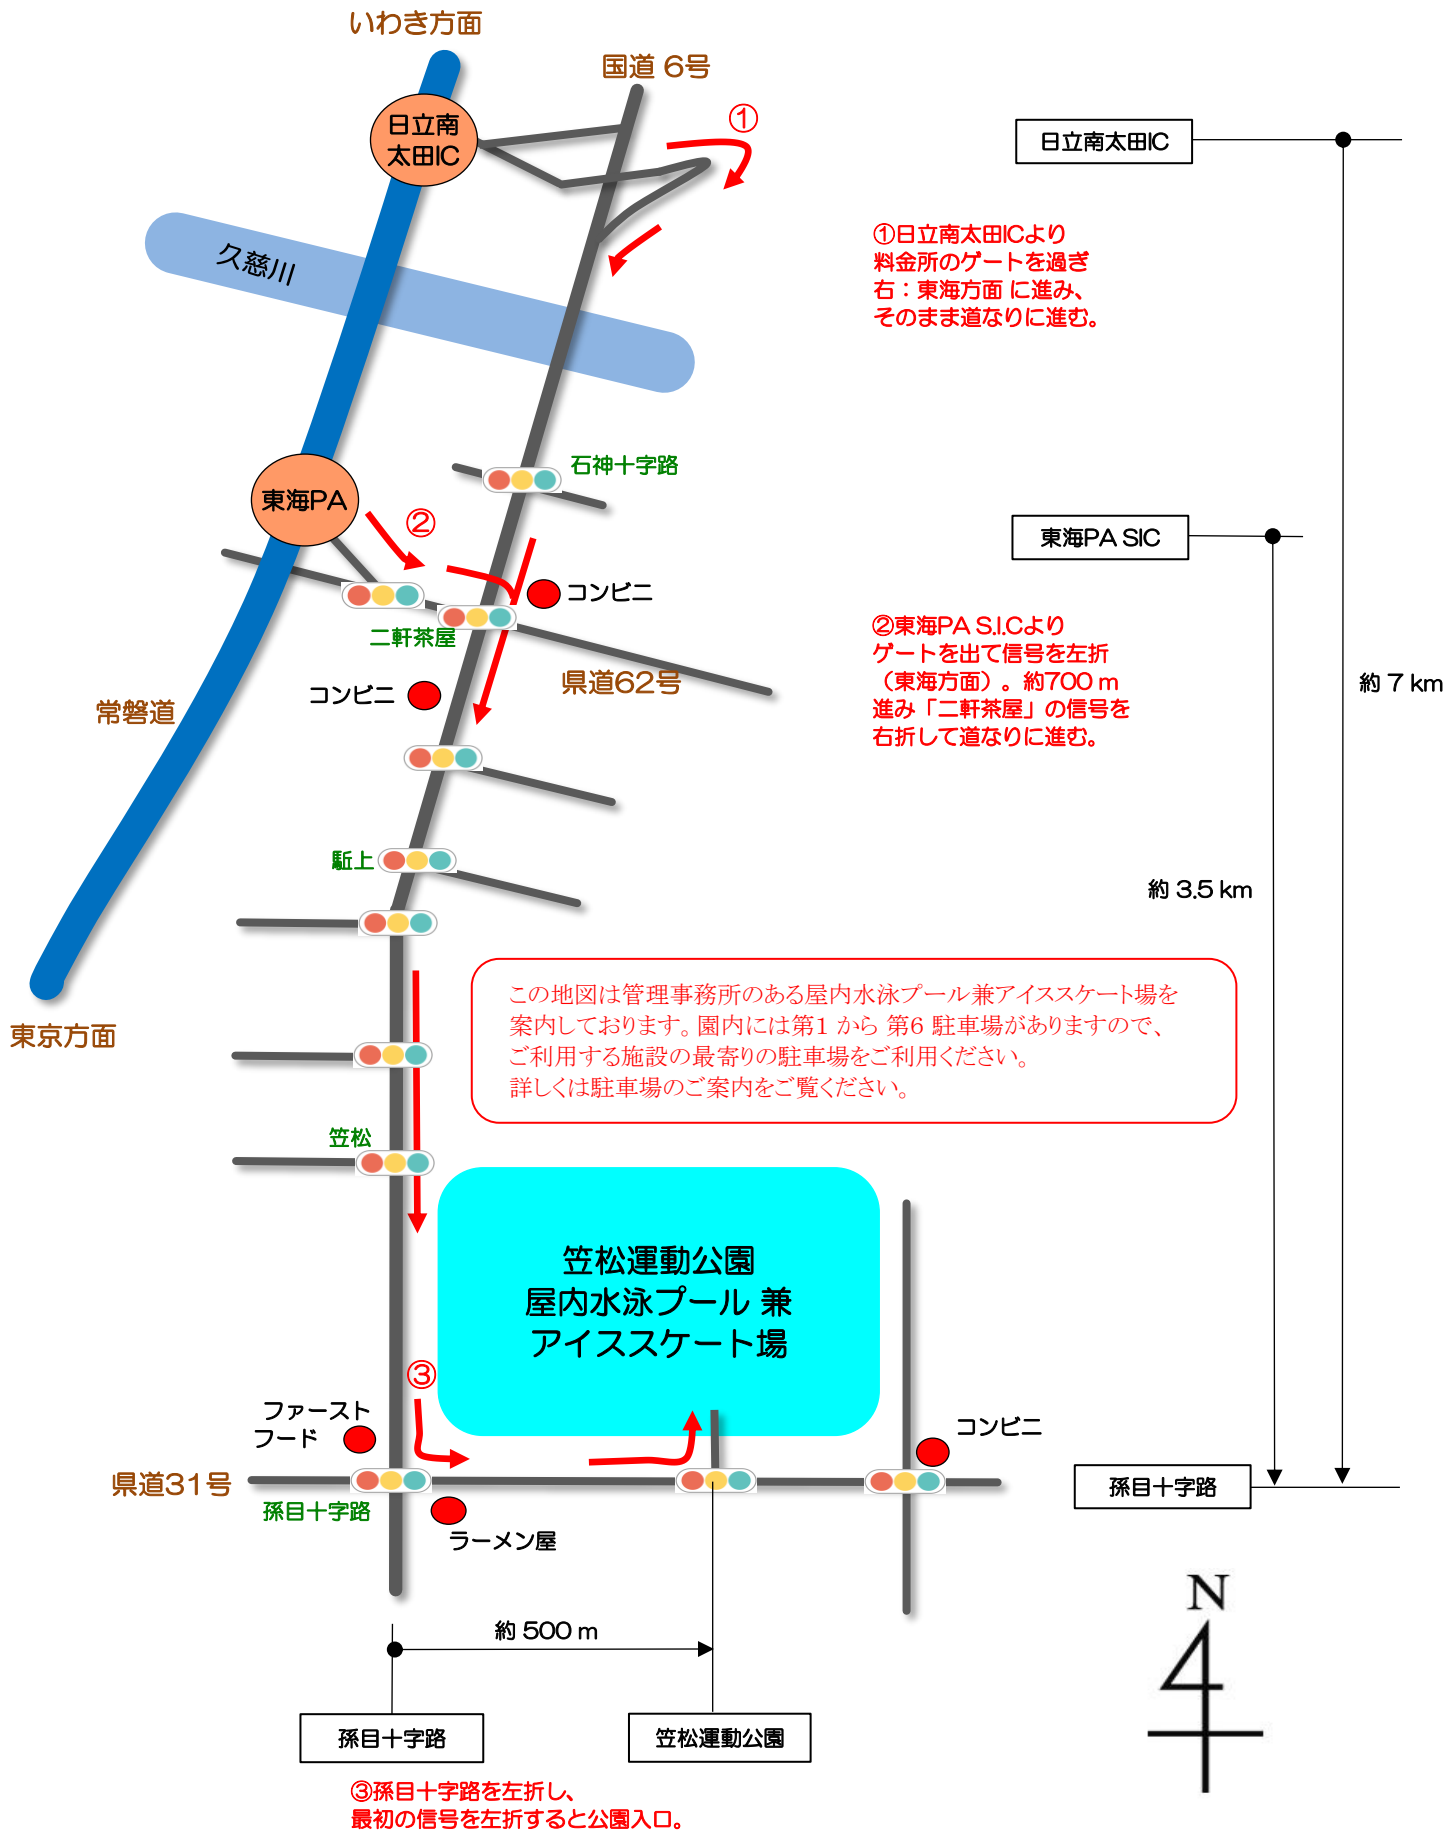 いわき方面
国道 6号
日立南
太田IC
①
日立南太田IC
久慈川
①日立南太田ICより
料金所のゲートを過ぎ
右：東海方面 に進み、
そのまま道なりに進む。
石神十字路
東海PA
②
東海PA SIC
コンビニ
二軒茶屋
②東海PA S.I.Cより
ゲートを出て信号を左折
（東海方面）。約700 m
進み「二軒茶屋」の信号を
右折して道なりに進む。
県道62号
約 7 km
コンビニ
常磐道
駈上
約 3.5 km
東京方面
この地図は管理事務所のある屋内水泳プール兼アイススケート場を
案内しております。園内には第1 から 第6 駐車場がありますので、
ご利用する施設の最寄りの駐車場をご利用ください。
詳しくは駐車場のご案内をご覧ください。
笠松
笠松運動公園
屋内水泳プール 兼
アイススケート場
③
ファースト
フード
コンビニ
県道31号
孫目十字路
孫目十字路
ラーメン屋
N
約 500 m
孫目十字路
笠松運動公園
③孫目十字路を左折し、
最初の信号を左折すると公園入口。